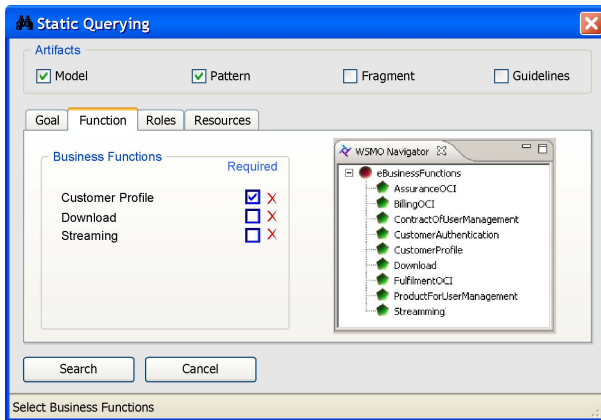 Static Querying
Artifacts
Model Pattern Fragment Guidelines
Goal Function Roles Resources
Business Functions
Required
Customer Profile
Download
Streaming
WSMO Navigator
eBusinessFunctions
AssuranceOCI
BillingOCI
ContractOfUserManagement
CustomerAuthentication
CustomerProfile
Download
FulfilmentOCI
ProductForUserManagement
Streamming
Search Cancel
Select Business Functions